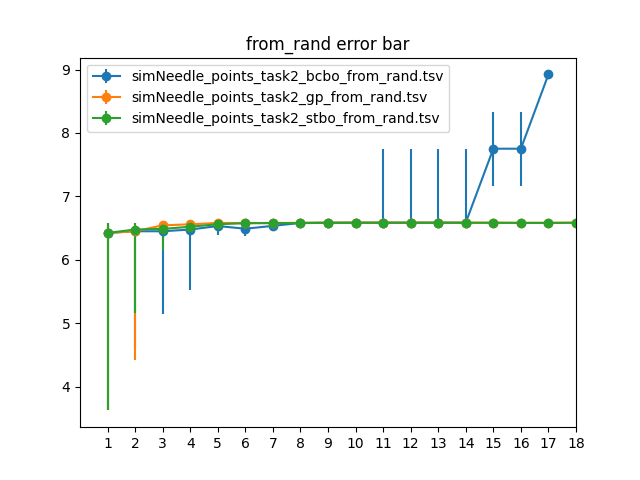 from_rand error bar
simNeedle_points_task2_bcbo_from_rand.tsv
simNeedle_points_task2_gp_from_rand.tsv
simNeedle_points_task2_stbo_from_rand.tsv
9
8
7
6
5
4
1 2 3 4 5 6 7 8 9 10 11 12 13 14 15 16 17 18